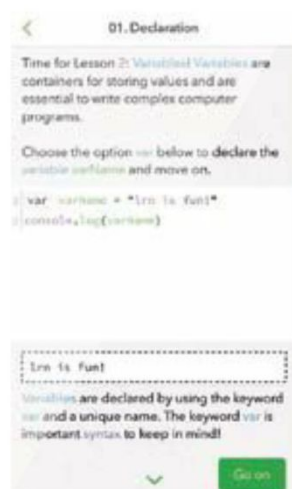 01. Declaration
Time for Lesson 2: Variables! Variables are
containers for storing values and are
essential to write complex computer
programs.
Choose the option var below to declare the
variable varName and move on.
1 var varname = "lrn is fun!"
2 console.log(varname)
lrn is fun!
Variables are declared by using the keyword
var and a unique name. The keyword var is
important syntax to keep in mind!
Go on